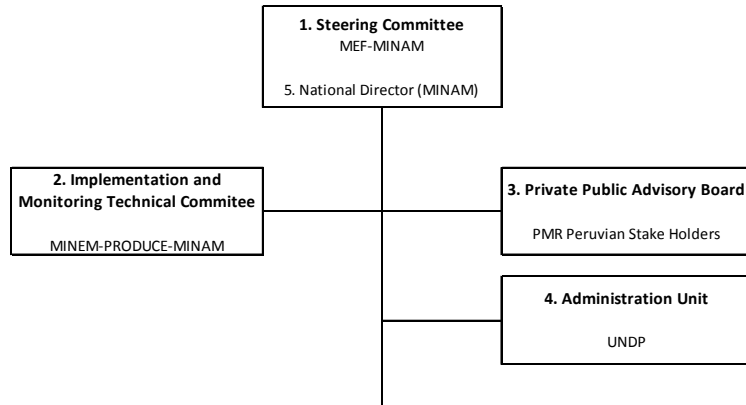 1. Steering Committee
MEF-MINAM
5. National Director (MINAM)
2. Implementation and
Monitoring Technical Commitee
MINEM-PRODUCE-MINAM
3. Private Public Advisory Board
PMR Peruvian Stake Holders
4. Administration Unit
UNDP